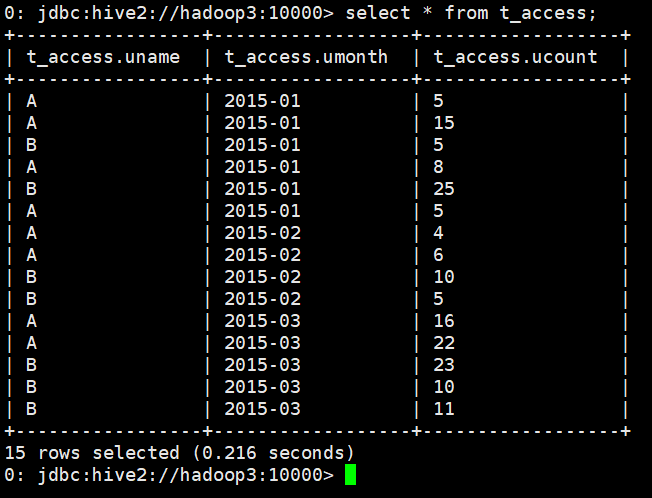 0: jdbc:hive2://hadoop3:10000> select * from t_access;
+-----------------+------------------+------------------+
| t_access.uname  | t_access.umonth  | t_access.ucount  |
+-----------------+------------------+------------------+
| A               | 2015-01          | 5                |
| A               | 2015-01          | 15               |
| B               | 2015-01          | 5                |
| A               | 2015-01          | 8                |
| B               | 2015-01          | 25               |
| A               | 2015-01          | 5                |
| A               | 2015-02          | 4                |
| A               | 2015-02          | 6                |
| B               | 2015-02          | 10               |
| B               | 2015-02          | 5                |
| A               | 2015-03          | 16               |
| A               | 2015-03          | 22               |
| B               | 2015-03          | 23               |
| B               | 2015-03          | 10               |
| B               | 2015-03          | 11               |
+-----------------+------------------+------------------+
15 rows selected (0.216 seconds)
0: jdbc:hive2://hadoop3:10000>